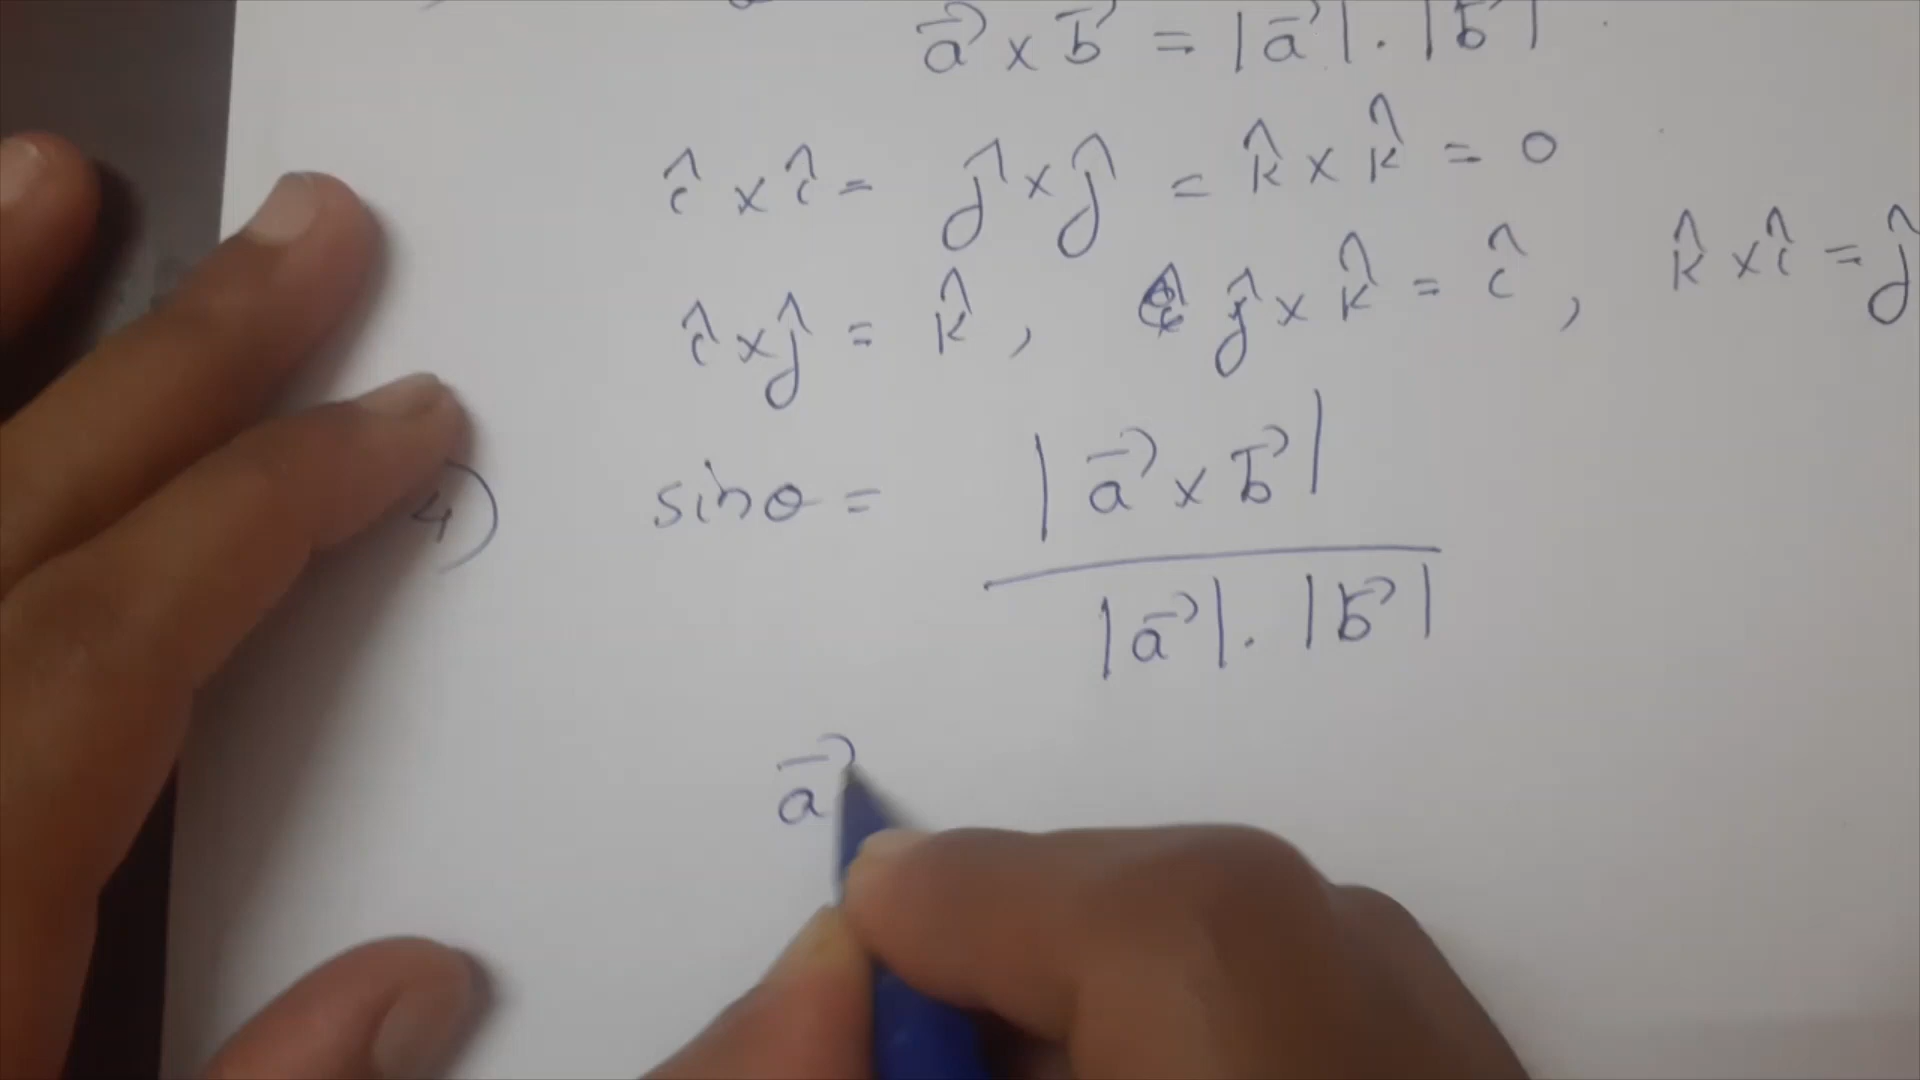 a⃗ × b⃗ = |a⃗| . |b⃗|
î × î = ĵ × ĵ = k̂ × k̂ = 0
î × ĵ = k̂ , ĵ × k̂ = î , k̂ × î = ĵ
4) sinθ = |a⃗ × b⃗| / |a⃗| . |b⃗|
a⃗